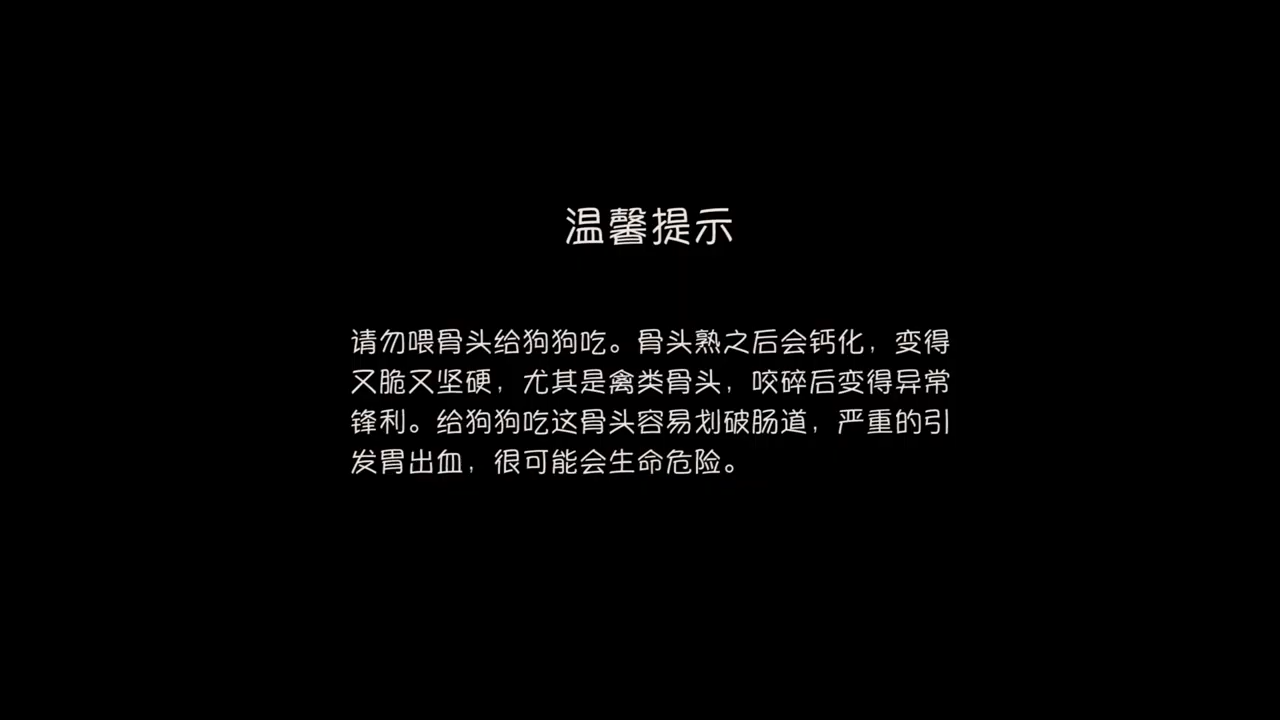 温馨提示
请勿喂骨头给狗狗吃。骨头熟之后会钙化，变得
又脆又坚硬，尤其是禽类骨头，咬碎后变得异常
锋利。给狗狗吃这骨头容易划破肠道，严重的引
发胃出血，很可能会生命危险。